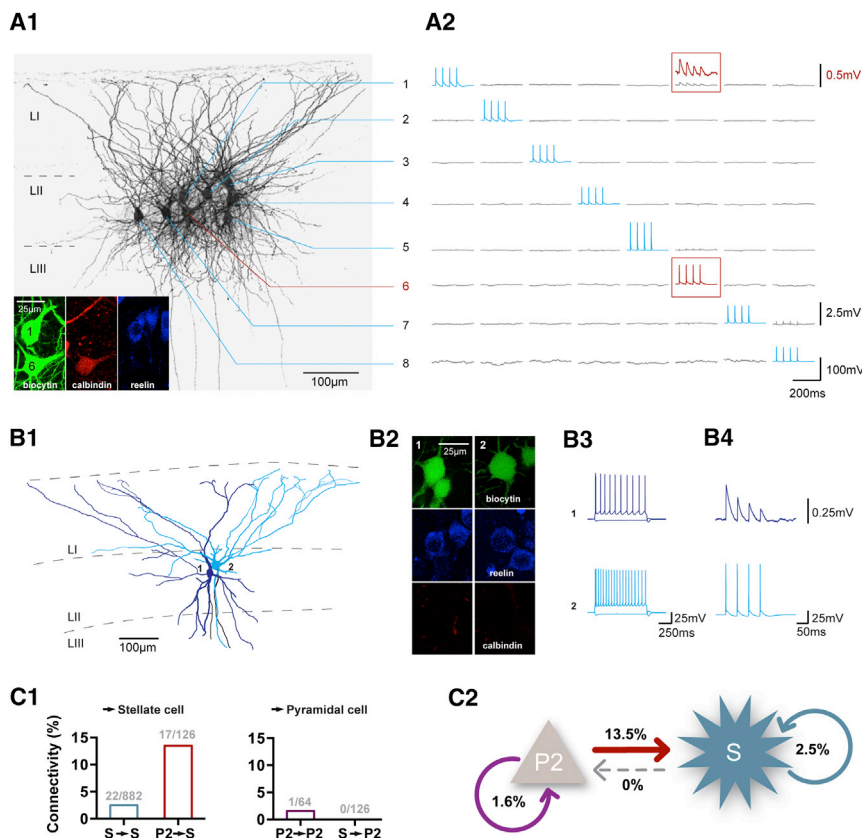 A1
A2
LI
LII
LIII
1
2
3
4
5
6
7
8
25µm
1
6
biocytin
calbindin
reelin
100µm
0.5mV
2.5mV
100mV
200ms
B1
B2
B3
B4
LI
LII
LIII
1
2
100µm
1
25µm
2
biocytin
reelin
calbindin
1
2
25mV
250ms
0.25mV
25mV
50ms
C1
C2
Stellate cell
Pyramidal cell
Connectivity (%)
15
10
5
0
22/882
17/126
S→S
P2→S
15
10
5
0
1/64
0/126
P2→P2
S→P2
P2
S
13.5%
0%
1.6%
2.5%